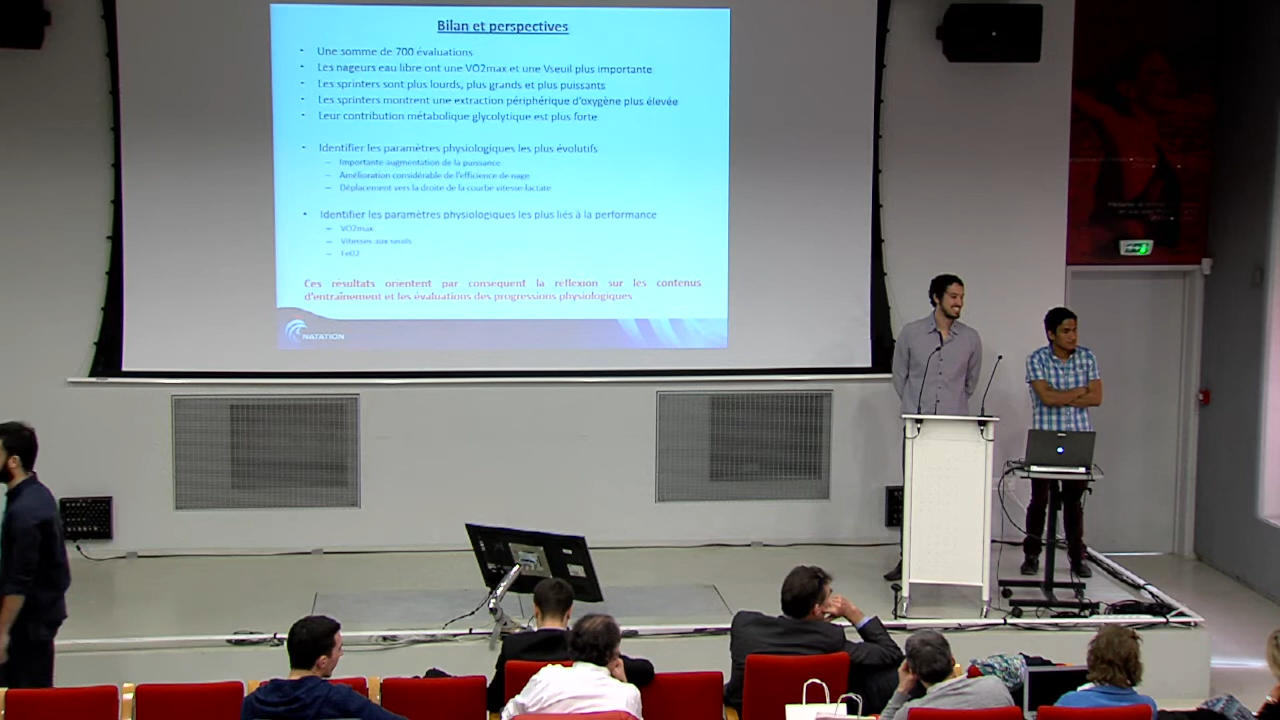 Bilan et perspectives
Une somme de 700 évaluations
Les nageurs eau libre ont une VO2max et une Vseuil plus importante
Les sprinters sont plus lourds, plus grands et plus puissants
Les sprinters montrent une extraction périphérique d'oxygène plus élevée
Leur contribution métabolique glycolytique est plus forte
Identifier les paramètres physiologiques les plus évolutifs
Importante augmentation de la puissance
Amélioration considérable de l'efficience de nage
Déplacement vers la droite de la courbe vitesse-lactate
Identifier les paramètres physiologiques les plus liés à la performance
VO2max
Vitesses aux seuils
FeO2
Ces résultats orientent par consequent la reflexion sur les contenus
d'entraînement et les évaluations des progressions physiologiques
NATATION